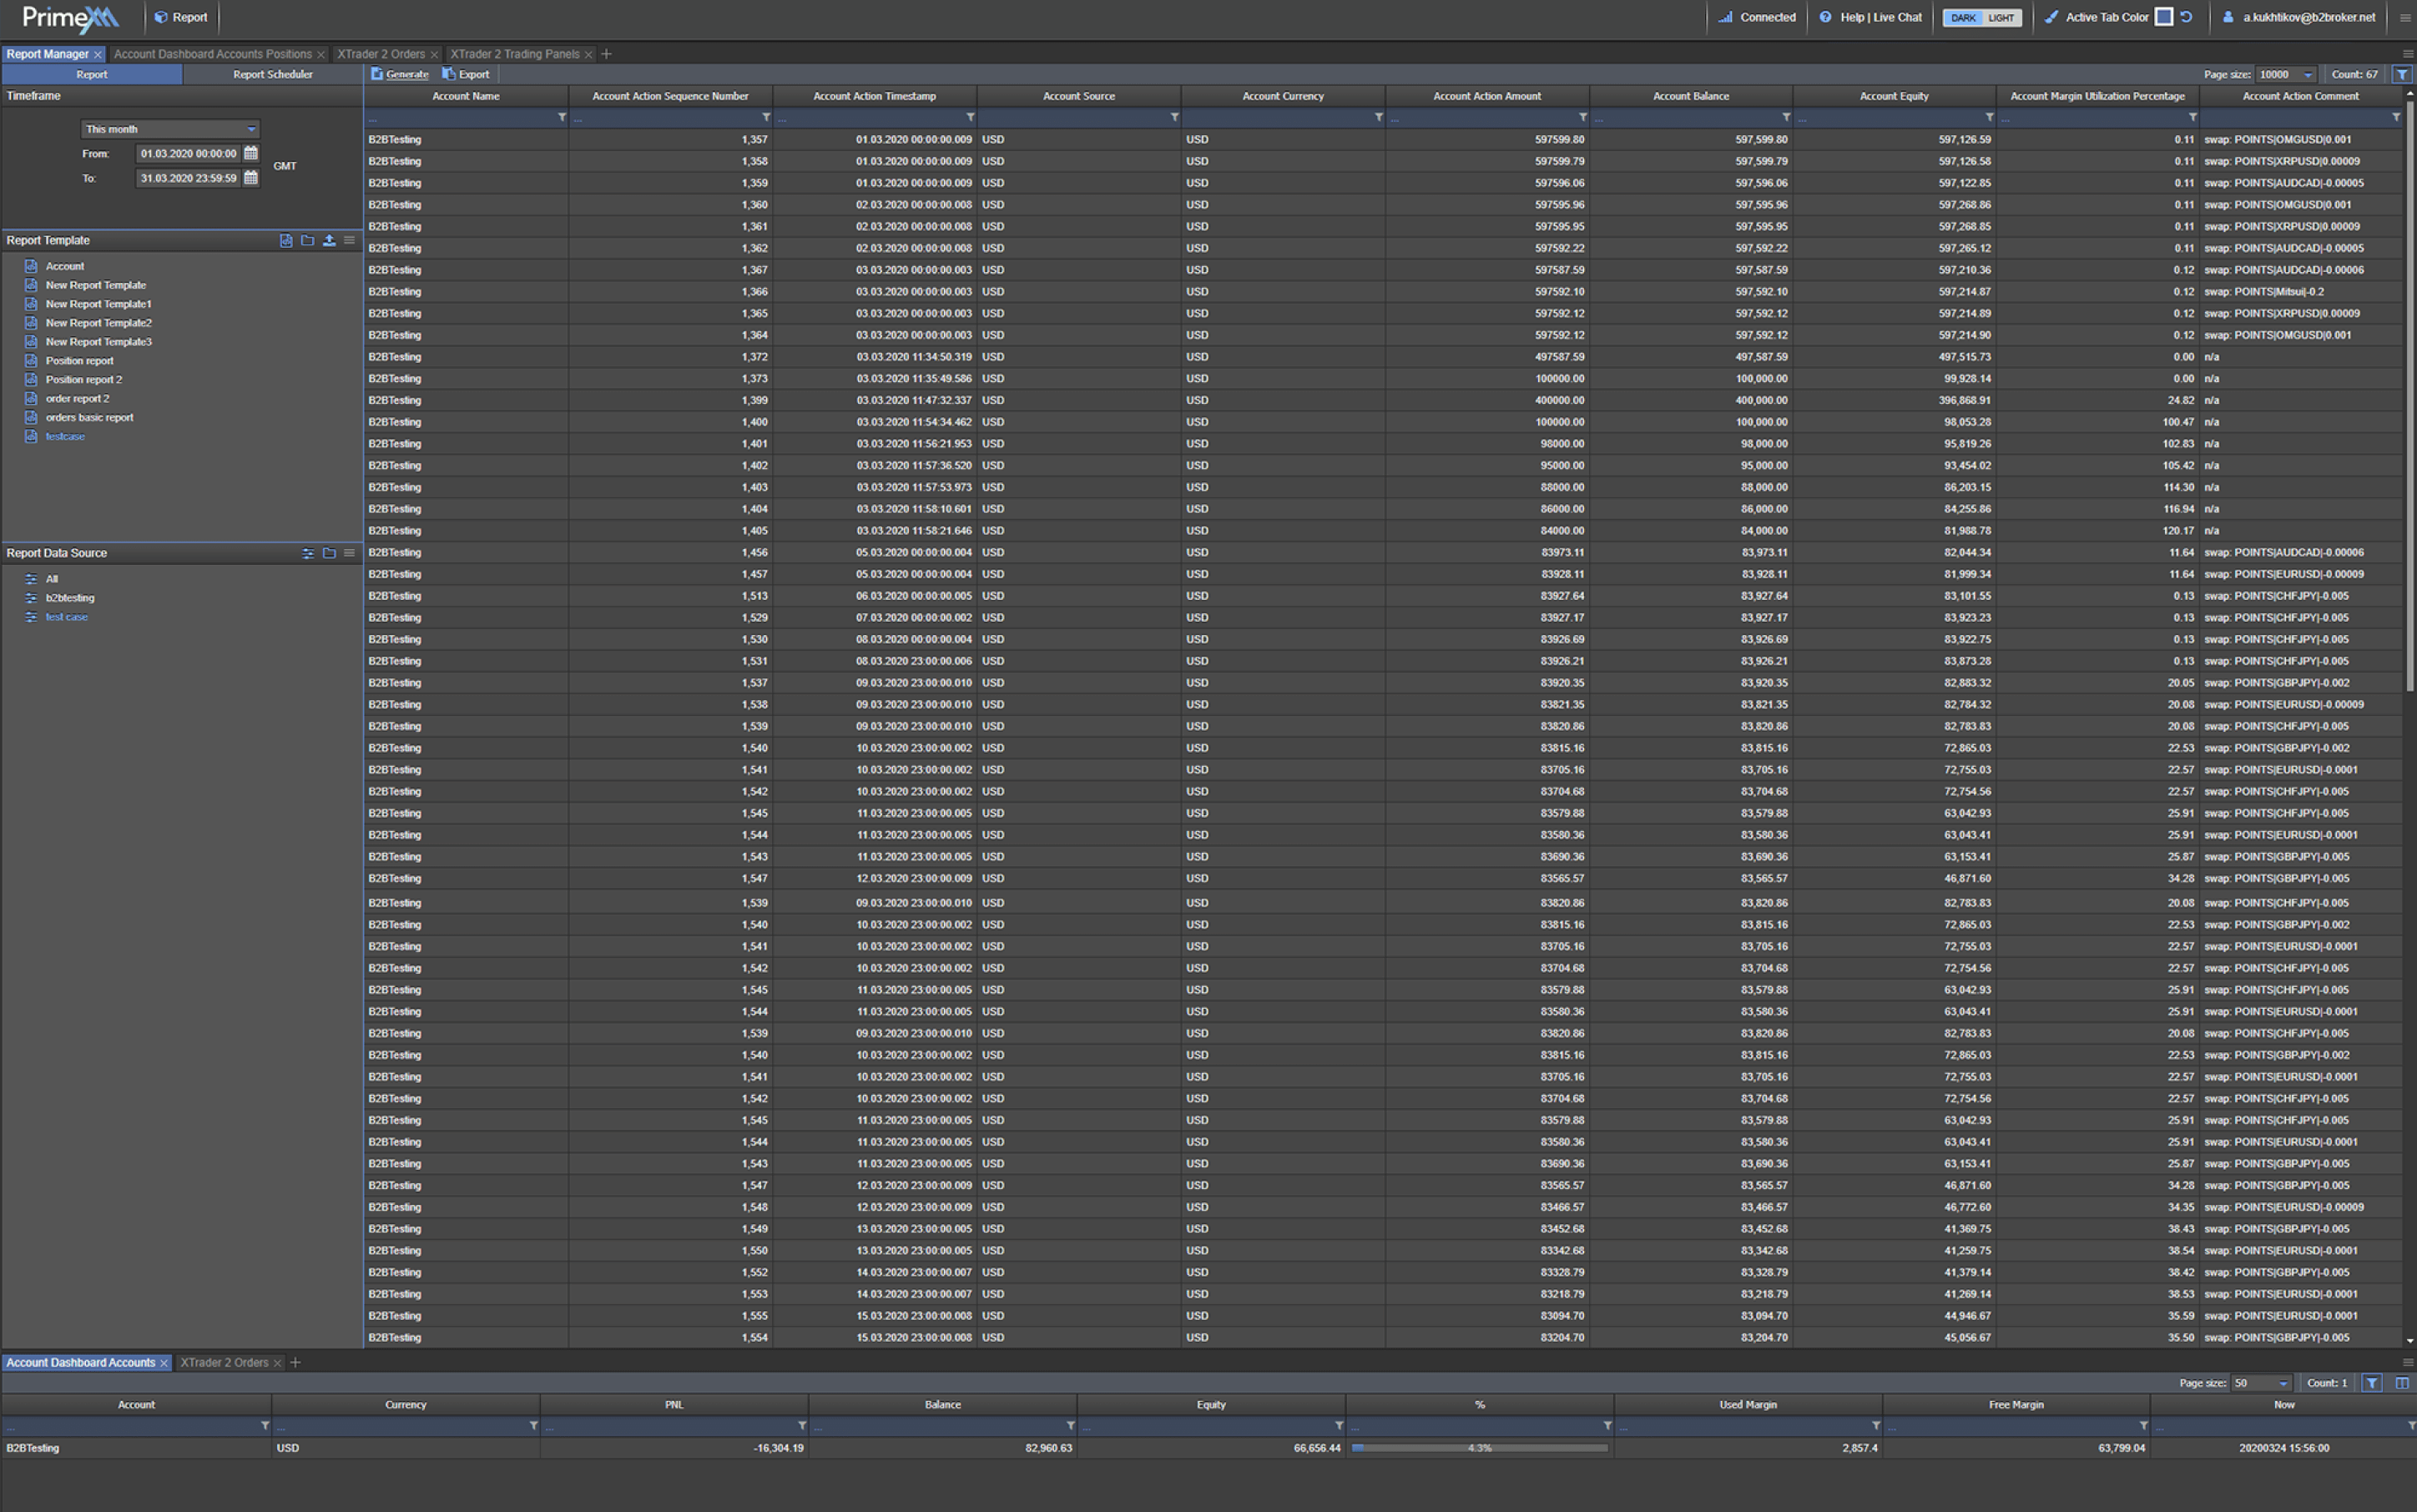 PrimeXM Report Connected Help | Live Chat DARK LIGHT Active Tab Color a.kukhtikov@b2broker.net
Report Manager Account Dashboard Accounts Positions XTrader 2 Orders XTrader 2 Trading Panels
Report Report Scheduler Generate Export Page size: 10000 Count: 67
Timeframe
This month
From: 01.03.2020 00:00:00
GMT
To: 31.03.2020 23:59:59
Report Template
Account
New Report Template
New Report Template1
New Report Template2
New Report Template3
Position report
Position report 2
order report 2
orders basic report
testcase
Report Data Source
All
b2btesting
test case
Account Name Account Action Sequence Number Account Action Timestamp Account Source Account Currency Account Action Amount Account Balance Account Equity Account Margin Utilization Percentage Account Action Comment
B2BTesting 1,357 01.03.2020 00:00:00.009 USD USD 597599.80 597,599.80 597,126.59 0.11 swap: POINTS|OMGUSD|0.001
B2BTesting 1,358 01.03.2020 00:00:00.009 USD USD 597599.79 597,599.79 597,126.58 0.11 swap: POINTS|XRPUSD|0.00009
B2BTesting 1,359 01.03.2020 00:00:00.009 USD USD 597596.06 597,596.06 597,122.85 0.11 swap: POINTS|AUDCAD|-0.00005
B2BTesting 1,360 02.03.2020 00:00:00.008 USD USD 597595.96 597,595.96 597,268.86 0.11 swap: POINTS|OMGUSD|0.001
B2BTesting 1,361 02.03.2020 00:00:00.008 USD USD 597595.95 597,595.95 597,268.85 0.11 swap: POINTS|XRPUSD|0.00009
B2BTesting 1,362 02.03.2020 00:00:00.008 USD USD 597592.22 597,592.22 597,265.12 0.11 swap: POINTS|AUDCAD|-0.00005
B2BTesting 1,367 03.03.2020 00:00:00.003 USD USD 597587.59 597,587.59 597,210.36 0.12 swap: POINTS|AUDCAD|-0.00006
B2BTesting 1,366 03.03.2020 00:00:00.003 USD USD 597592.10 597,592.10 597,214.87 0.12 swap: POINTS|Mitsui|-0.2
B2BTesting 1,365 03.03.2020 00:00:00.003 USD USD 597592.12 597,592.12 597,214.89 0.12 swap: POINTS|XRPUSD|0.00009
B2BTesting 1,364 03.03.2020 00:00:00.003 USD USD 597592.12 597,592.12 597,214.90 0.12 swap: POINTS|OMGUSD|0.001
B2BTesting 1,372 03.03.2020 11:34:50.319 USD USD 497587.59 497,587.59 497,515.73 0.00 n/a
B2BTesting 1,373 03.03.2020 11:35:49.586 USD USD 100000.00 100,000.00 99,928.14 0.00 n/a
B2BTesting 1,399 03.03.2020 11:47:32.337 USD USD 400000.00 400,000.00 396,868.91 24.82 n/a
B2BTesting 1,400 03.03.2020 11:54:34.462 USD USD 100000.00 100,000.00 98,053.28 100.47 n/a
B2BTesting 1,401 03.03.2020 11:56:21.953 USD USD 98000.00 98,000.00 95,819.26 102.83 n/a
B2BTesting 1,402 03.03.2020 11:57:36.520 USD USD 95000.00 95,000.00 93,454.02 105.42 n/a
B2BTesting 1,403 03.03.2020 11:57:53.973 USD USD 88000.00 88,000.00 86,203.15 114.30 n/a
B2BTesting 1,404 03.03.2020 11:58:10.601 USD USD 86000.00 86,000.00 84,255.86 116.94 n/a
B2BTesting 1,405 03.03.2020 11:58:21.646 USD USD 84000.00 84,000.00 81,988.78 120.17 n/a
B2BTesting 1,456 05.03.2020 00:00:00.004 USD USD 83973.11 83,973.11 82,044.34 11.64 swap: POINTS|AUDCAD|-0.00006
B2BTesting 1,457 05.03.2020 00:00:00.004 USD USD 83928.11 83,928.11 81,999.34 11.64 swap: POINTS|EURUSD|-0.00009
B2BTesting 1,513 06.03.2020 00:00:00.005 USD USD 83927.64 83,927.64 83,101.55 0.13 swap: POINTS|CHFJPY|-0.005
B2BTesting 1,529 07.03.2020 00:00:00.002 USD USD 83927.17 83,927.17 83,923.23 0.13 swap: POINTS|CHFJPY|-0.005
B2BTesting 1,530 08.03.2020 00:00:00.004 USD USD 83926.69 83,926.69 83,922.75 0.13 swap: POINTS|CHFJPY|-0.005
B2BTesting 1,531 08.03.2020 23:00:00.006 USD USD 83926.21 83,926.21 83,873.28 0.13 swap: POINTS|CHFJPY|-0.005
B2BTesting 1,537 09.03.2020 23:00:00.010 USD USD 83920.35 83,920.35 82,883.32 20.05 swap: POINTS|GBPJPY|-0.002
B2BTesting 1,538 09.03.2020 23:00:00.010 USD USD 83821.35 83,821.35 82,784.32 20.08 swap: POINTS|EURUSD|-0.00009
B2BTesting 1,539 09.03.2020 23:00:00.010 USD USD 83820.86 83,820.86 82,783.83 20.08 swap: POINTS|CHFJPY|-0.005
B2BTesting 1,540 10.03.2020 23:00:00.002 USD USD 83815.16 83,815.16 72,865.03 22.53 swap: POINTS|GBPJPY|-0.002
B2BTesting 1,541 10.03.2020 23:00:00.002 USD USD 83705.16 83,705.16 72,755.03 22.57 swap: POINTS|EURUSD|-0.0001
B2BTesting 1,542 10.03.2020 23:00:00.002 USD USD 83704.68 83,704.68 72,754.56 22.57 swap: POINTS|CHFJPY|-0.005
B2BTesting 1,545 11.03.2020 23:00:00.005 USD USD 83579.88 83,579.88 63,042.93 25.91 swap: POINTS|CHFJPY|-0.005
B2BTesting 1,544 11.03.2020 23:00:00.005 USD USD 83580.36 83,580.36 63,043.41 25.91 swap: POINTS|EURUSD|-0.0001
B2BTesting 1,543 11.03.2020 23:00:00.005 USD USD 83690.36 83,690.36 63,153.41 25.87 swap: POINTS|GBPJPY|-0.005
B2BTesting 1,547 12.03.2020 23:00:00.009 USD USD 83565.57 83,565.57 46,871.60 34.28 swap: POINTS|GBPJPY|-0.005
B2BTesting 1,539 09.03.2020 23:00:00.010 USD USD 83820.86 83,820.86 82,783.83 20.08 swap: POINTS|CHFJPY|-0.005
B2BTesting 1,540 10.03.2020 23:00:00.002 USD USD 83815.16 83,815.16 72,865.03 22.53 swap: POINTS|GBPJPY|-0.002
B2BTesting 1,541 10.03.2020 23:00:00.002 USD USD 83705.16 83,705.16 72,755.03 22.57 swap: POINTS|EURUSD|-0.0001
B2BTesting 1,542 10.03.2020 23:00:00.002 USD USD 83704.68 83,704.68 72,754.56 22.57 swap: POINTS|CHFJPY|-0.005
B2BTesting 1,545 11.03.2020 23:00:00.005 USD USD 83579.88 83,579.88 63,042.93 25.91 swap: POINTS|CHFJPY|-0.005
B2BTesting 1,544 11.03.2020 23:00:00.005 USD USD 83580.36 83,580.36 63,043.41 25.91 swap: POINTS|EURUSD|-0.0001
B2BTesting 1,539 09.03.2020 23:00:00.010 USD USD 83820.86 83,820.86 82,783.83 20.08 swap: POINTS|CHFJPY|-0.005
B2BTesting 1,540 10.03.2020 23:00:00.002 USD USD 83815.16 83,815.16 72,865.03 22.53 swap: POINTS|GBPJPY|-0.002
B2BTesting 1,541 10.03.2020 23:00:00.002 USD USD 83705.16 83,705.16 72,755.03 22.57 swap: POINTS|EURUSD|-0.0001
B2BTesting 1,542 10.03.2020 23:00:00.002 USD USD 83704.68 83,704.68 72,754.56 22.57 swap: POINTS|CHFJPY|-0.005
B2BTesting 1,545 11.03.2020 23:00:00.005 USD USD 83579.88 83,579.88 63,042.93 25.91 swap: POINTS|CHFJPY|-0.005
B2BTesting 1,544 11.03.2020 23:00:00.005 USD USD 83580.36 83,580.36 63,043.41 25.91 swap: POINTS|EURUSD|-0.0001
B2BTesting 1,543 11.03.2020 23:00:00.005 USD USD 83690.36 83,690.36 63,153.41 25.87 swap: POINTS|GBPJPY|-0.005
B2BTesting 1,547 12.03.2020 23:00:00.009 USD USD 83565.57 83,565.57 46,871.60 34.28 swap: POINTS|GBPJPY|-0.005
B2BTesting 1,548 12.03.2020 23:00:00.009 USD USD 83466.57 83,466.57 46,772.60 34.35 swap: POINTS|EURUSD|-0.00009
B2BTesting 1,549 13.03.2020 23:00:00.005 USD USD 83452.68 83,452.68 41,369.75 38.43 swap: POINTS|GBPJPY|-0.005
B2BTesting 1,550 13.03.2020 23:00:00.005 USD USD 83342.68 83,342.68 41,259.75 38.54 swap: POINTS|EURUSD|-0.0001
B2BTesting 1,552 14.03.2020 23:00:00.007 USD USD 83328.79 83,328.79 41,379.14 38.42 swap: POINTS|GBPJPY|-0.005
B2BTesting 1,553 14.03.2020 23:00:00.007 USD USD 83218.79 83,218.79 41,269.14 38.53 swap: POINTS|EURUSD|-0.0001
B2BTesting 1,555 15.03.2020 23:00:00.008 USD USD 83094.70 83,094.70 44,946.67 35.59 swap: POINTS|EURUSD|-0.0001
B2BTesting 1,554 15.03.2020 23:00:00.008 USD USD 83204.70 83,204.70 45,056.67 35.50 swap: POINTS|GBPJPY|-0.005
Account Dashboard Accounts XTrader 2 Orders
Page size: 50 Count: 1
Account Currency PNL Balance Equity % Used Margin Free Margin Now
B2BTesting USD -16,304.19 82,960.63 66,656.44 4.3% 2,857.4 63,799.04 20200324 15:56:00